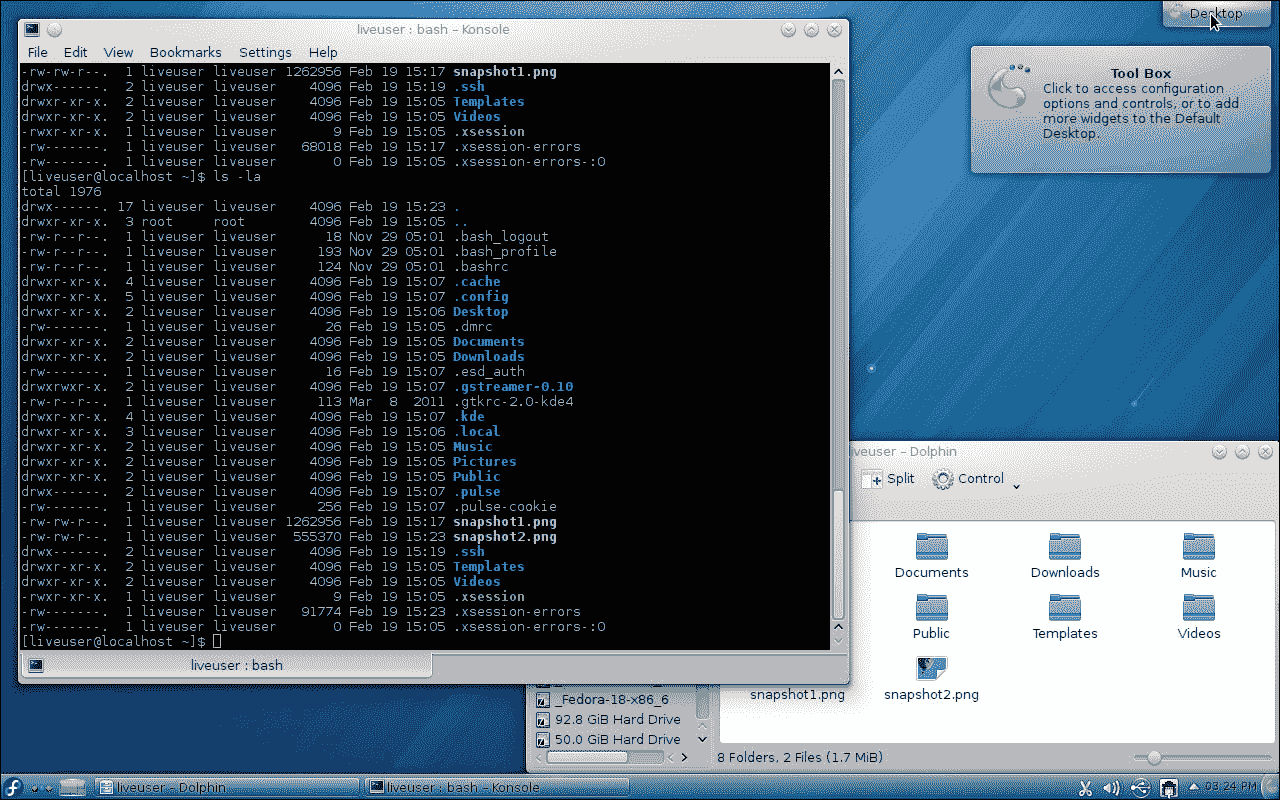 liveuser : bash – Konsole
File Edit View Bookmarks Settings Help
-rw-rw-r--. 1 liveuser liveuser 1262956 Feb 19 15:17 snapshot1.png
drwx------. 2 liveuser liveuser 4096 Feb 19 15:19 .ssh
drwxr-xr-x. 2 liveuser liveuser 4096 Feb 19 15:05 Templates
drwxr-xr-x. 2 liveuser liveuser 4096 Feb 19 15:05 Videos
-rwxr-xr-x. 1 liveuser liveuser 9 Feb 19 15:05 .xsession
-rw-------. 1 liveuser liveuser 68018 Feb 19 15:17 .xsession-errors
-rw-------. 1 liveuser liveuser 0 Feb 19 15:05 .xsession-errors-:0
[liveuser@localhost ~]$ ls -la
total 1976
drwx------. 17 liveuser liveuser 4096 Feb 19 15:23 .
drwxr-xr-x. 3 root root 4096 Feb 19 15:05 ..
-rw-r--r--. 1 liveuser liveuser 18 Nov 29 05:01 .bash_logout
-rw-r--r--. 1 liveuser liveuser 193 Nov 29 05:01 .bash_profile
-rw-r--r--. 1 liveuser liveuser 124 Nov 29 05:01 .bashrc
drwxr-xr-x. 4 liveuser liveuser 4096 Feb 19 15:07 .cache
drwxr-xr-x. 5 liveuser liveuser 4096 Feb 19 15:07 .config
drwxr-xr-x. 2 liveuser liveuser 4096 Feb 19 15:06 Desktop
-rw-------. 1 liveuser liveuser 26 Feb 19 15:05 .dmrc
drwxr-xr-x. 2 liveuser liveuser 4096 Feb 19 15:05 Documents
drwxr-xr-x. 2 liveuser liveuser 4096 Feb 19 15:05 Downloads
-rw-------. 1 liveuser liveuser 16 Feb 19 15:07 .esd_auth
drwxrwxr-x. 2 liveuser liveuser 4096 Feb 19 15:07 .gstreamer-0.10
-rw-r--r--. 1 liveuser liveuser 113 Mar 8 2011 .gtkrc-2.0-kde4
drwxr-xr-x. 4 liveuser liveuser 4096 Feb 19 15:07 .kde
drwxr-xr-x. 3 liveuser liveuser 4096 Feb 19 15:06 .local
drwxr-xr-x. 2 liveuser liveuser 4096 Feb 19 15:05 Music
drwxr-xr-x. 2 liveuser liveuser 4096 Feb 19 15:05 Pictures
drwxr-xr-x. 2 liveuser liveuser 4096 Feb 19 15:05 Public
drwx------. 2 liveuser liveuser 4096 Feb 19 15:07 .pulse
-rw-------. 1 liveuser liveuser 256 Feb 19 15:07 .pulse-cookie
-rw-rw-r--. 1 liveuser liveuser 1262956 Feb 19 15:17 snapshot1.png
-rw-rw-r--. 1 liveuser liveuser 555370 Feb 19 15:23 snapshot2.png
drwx------. 2 liveuser liveuser 4096 Feb 19 15:19 .ssh
drwxr-xr-x. 2 liveuser liveuser 4096 Feb 19 15:05 Templates
drwxr-xr-x. 2 liveuser liveuser 4096 Feb 19 15:05 Videos
-rwxr-xr-x. 1 liveuser liveuser 9 Feb 19 15:05 .xsession
-rw-------. 1 liveuser liveuser 91774 Feb 19 15:23 .xsession-errors
-rw-------. 1 liveuser liveuser 0 Feb 19 15:05 .xsession-errors-:0
[liveuser@localhost ~]$
liveuser : bash
Desktop
Tool Box
Click to access configuration
options and controls, or to add
more widgets to the Default
Desktop.
liveuser – Dolphin
Split Control
Documents Downloads Music
Public Templates Videos
snapshot1.png snapshot2.png
_Fedora-18-x86_6
92.8 GiB Hard Drive
50.0 GiB Hard Drive
8 Folders, 2 Files (1.7 MiB)
liveuser – Dolphin
liveuser : bash – Konsole
03:24 PM